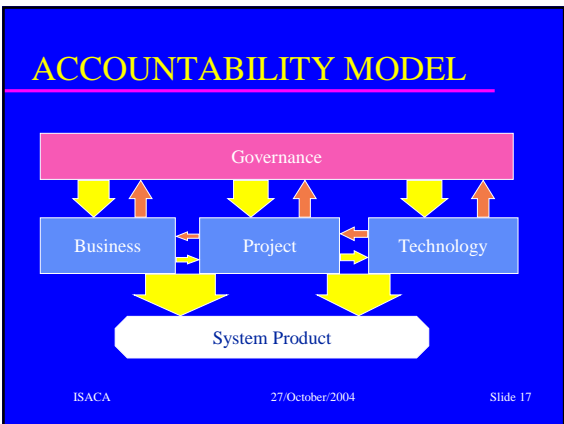 ACCOUNTABILITY MODEL
Governance
Business Project Technology
System Product
ISACA 27/October/2004 Slide 17